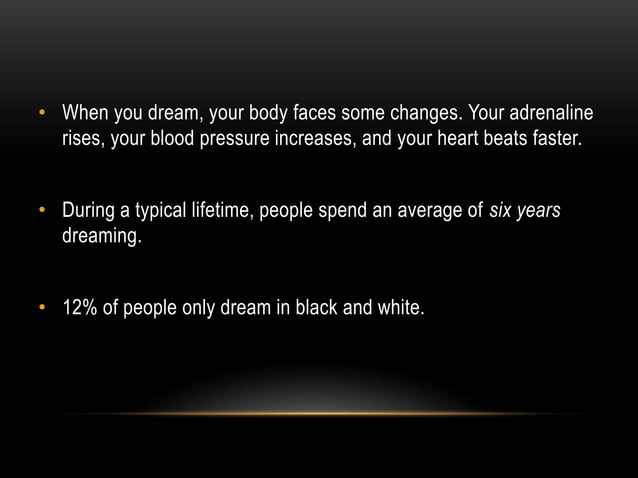 • When you dream, your body faces some changes. Your adrenaline
rises, your blood pressure increases, and your heart beats faster.
• During a typical lifetime, people spend an average of six years
dreaming.
• 12% of people only dream in black and white.